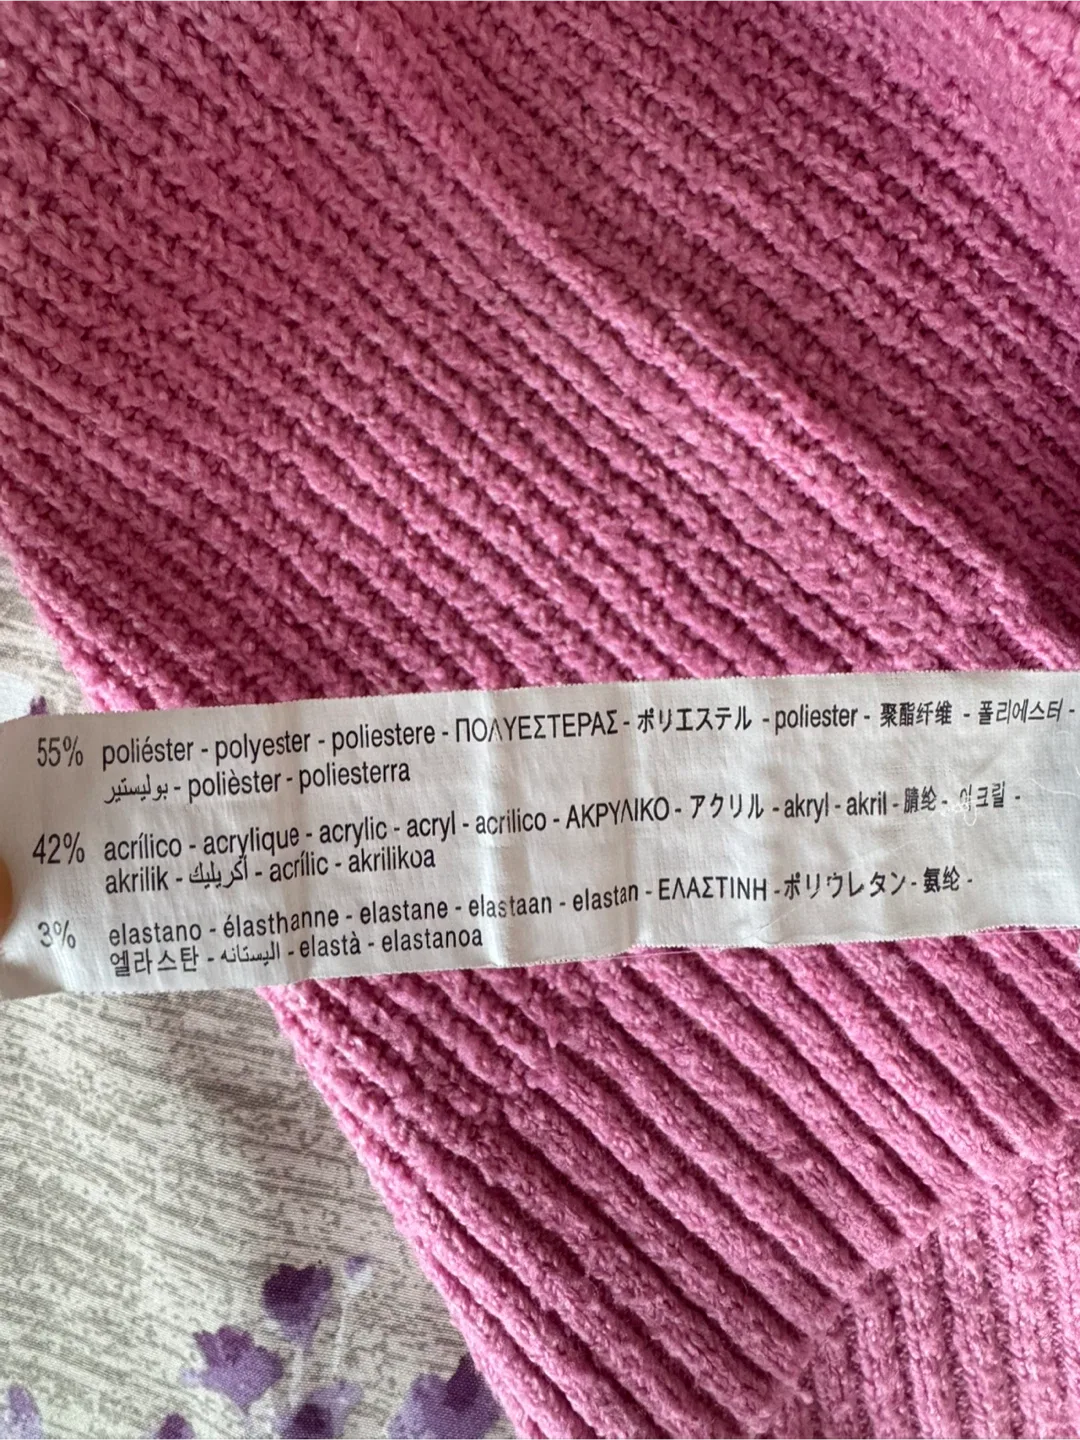 55% poliéster - polyester - poliestere - ΠΟΛΥΕΣΤΕΡΑΣ - ポリエステル - poliester - 聚酯纤维 - 폴리에스터 -
بوليستير - polièster - poliesterra
42% acrílico - acrylique - acrylic - acryl - acrilico - ΑΚΡΥΛΙΚΟ - アクリル - akryl - akril - 腈纶 - 아크릴 -
akrilik - أكريليك - acrílic - akrilikoa
3% elastano - élasthanne - elastane - elastaan - elastan - ΕΛΑΣΤΙΝΗ - ポリウレタン - 氨纶 -
엘라스탄 - اليستانه - elastà - elastanoa